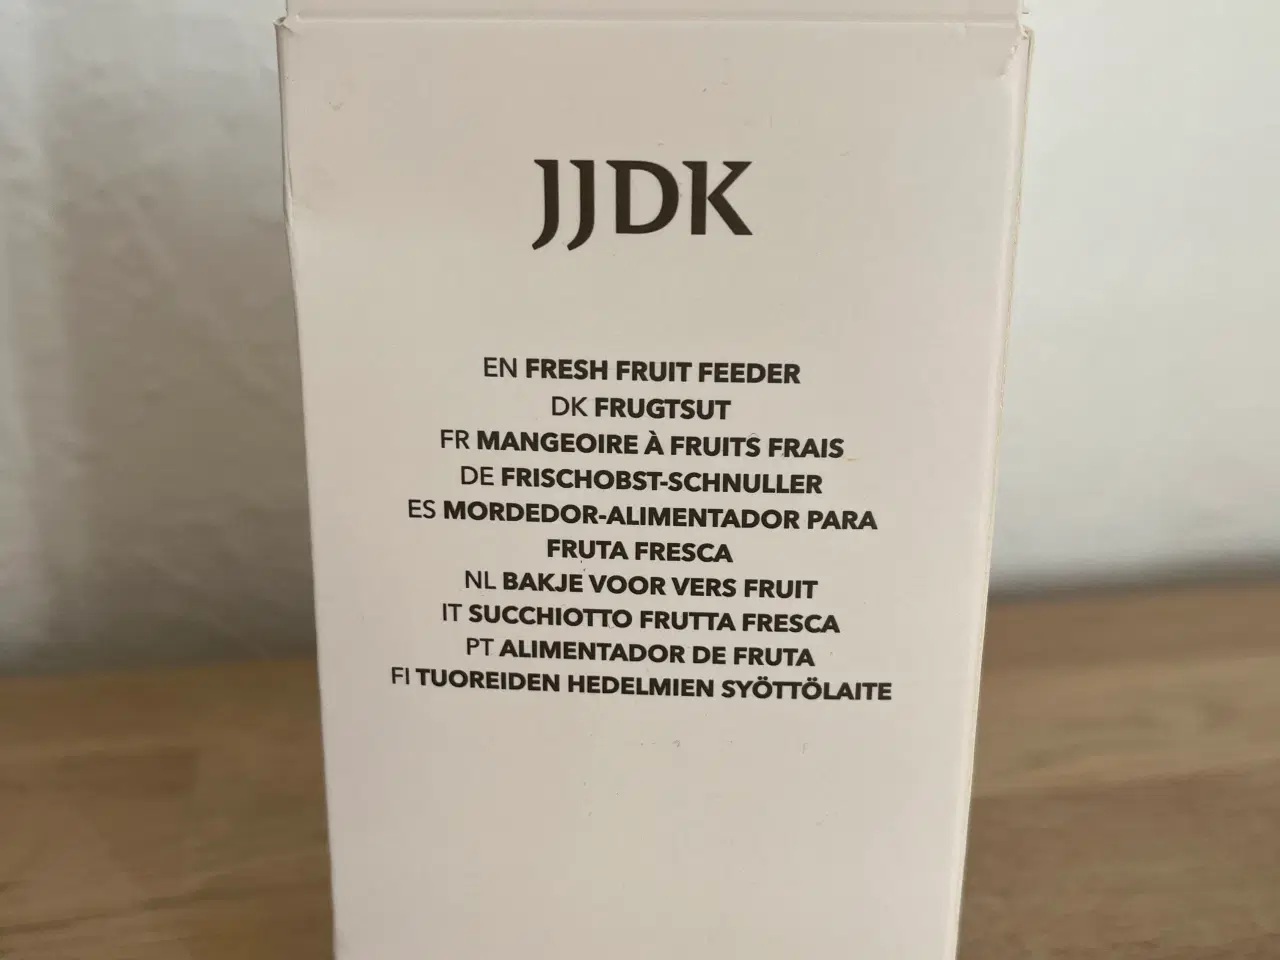 JJDK
EN FRESH FRUIT FEEDER
DK FRUGTSUT
FR MANGEOIRE À FRUITS FRAIS
DE FRISCHOBST-SCHNULLER
ES MORDEDOR-ALIMENTADOR PARA
FRUTA FRESCA
NL BAKJE VOOR VERS FRUIT
IT SUCCHIOTTO FRUTTA FRESCA
PT ALIMENTADOR DE FRUTA
FI TUOREIDEN HEDELMIEN SYÖTTÖLAITE